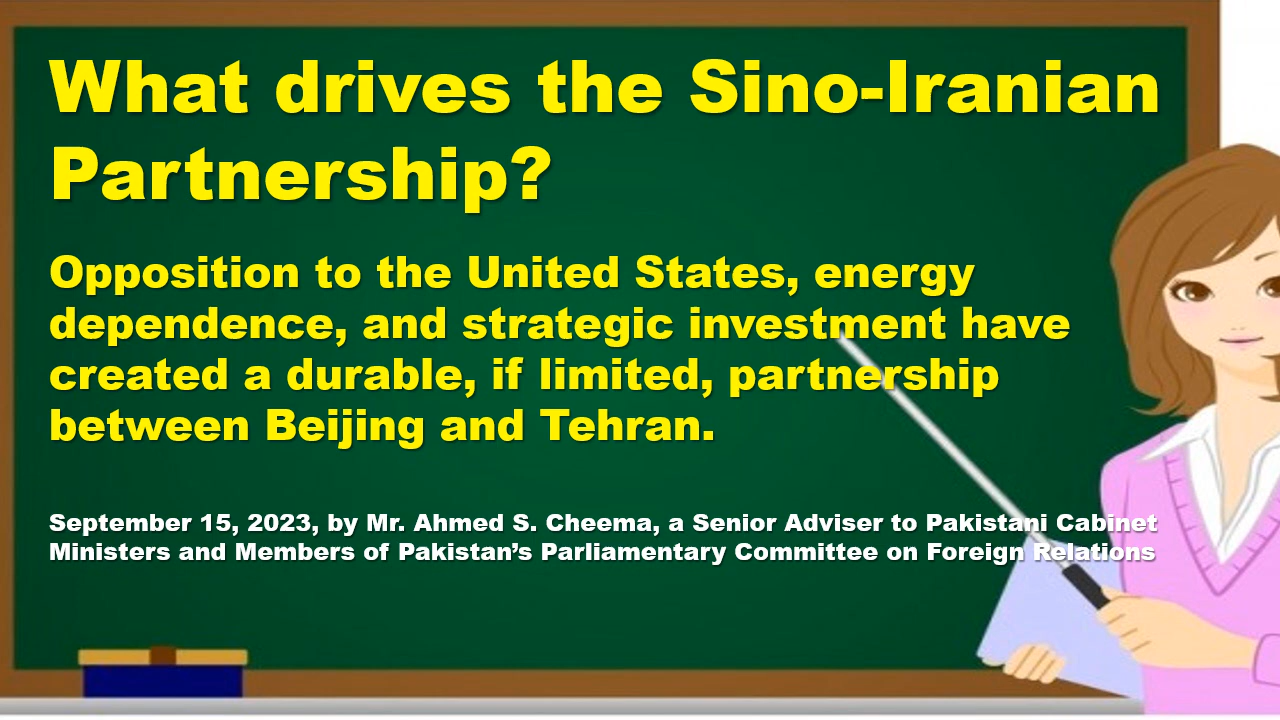 What drives the Sino-Iranian
Partnership?
Opposition to the United States, energy
dependence, and strategic investment have
created a durable, if limited, partnership
between Beijing and Tehran.
September 15, 2023, by Mr. Ahmed S. Cheema, a Senior Adviser to Pakistani Cabinet
Ministers and Members of Pakistan’s Parliamentary Committee on Foreign Relations